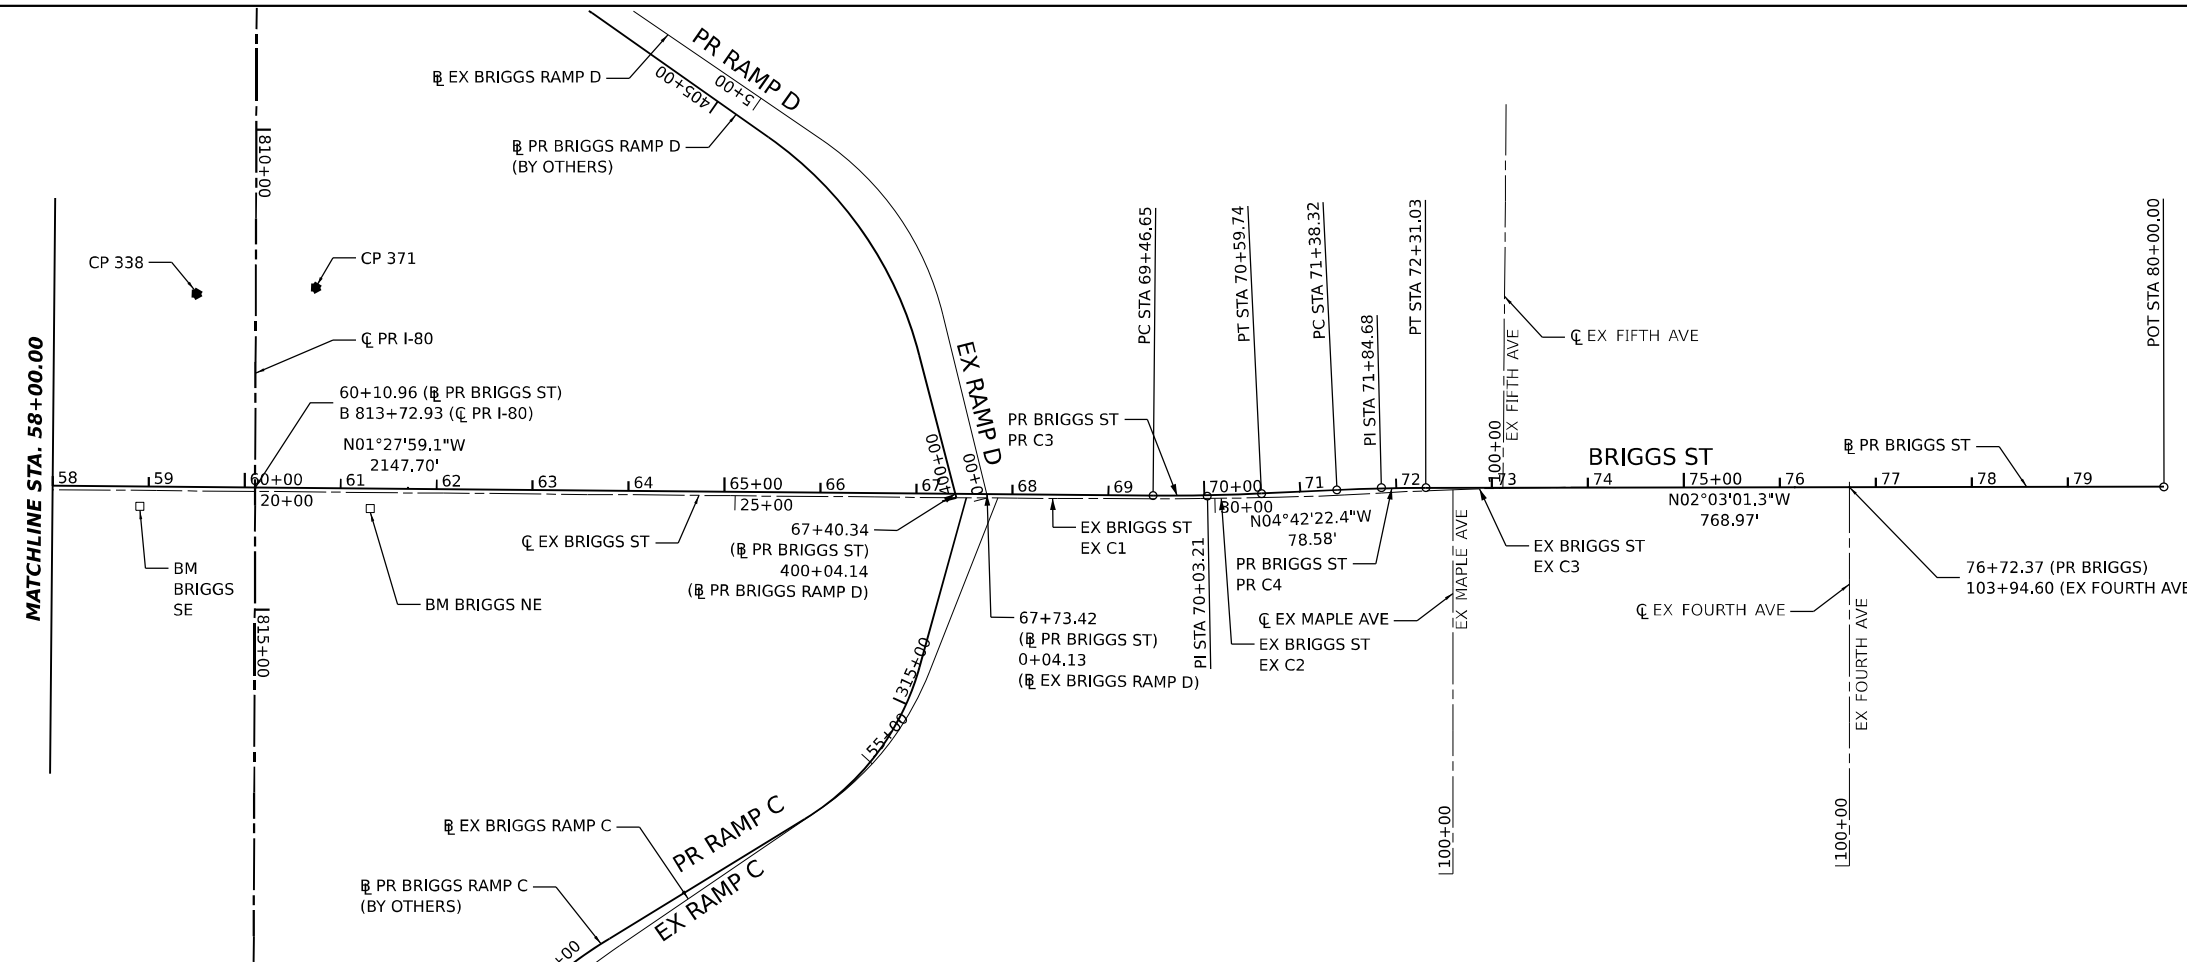 PR RAMP D
℄ EX BRIGGS RAMP D
405+00
5+00
℄ PR BRIGGS RAMP D
(BY OTHERS)
810+00
CP 338
CP 371
℄ PR I-80
MATCHLINE STA. 58+00.00
60+10.96 (℄ PR BRIGGS ST)
B 813+72.93 (℄ PR I-80)
N01°27'59.1"W
2147.70'
EX RAMP D
400+00
0+00
PR BRIGGS ST
PR C3
PC STA 69+46.65
PT STA 70+59.74
PC STA 71+38.32
PI STA 71+84.68
PT STA 72+31.03
℄ EX FIFTH AVE
EX FIFTH AVE
100+00
POT STA 80+00.00
BRIGGS ST
℄ PR BRIGGS ST
58
59
60+00
61
62
63
64
65+00
66
67
68
69
70+00
71
72
73
74
75+00
76
77
78
79
20+00
25+00
30+00
N04°42'22.4"W
78.58'
N02°03'01.3"W
768.97'
BM
BRIGGS
SE
BM BRIGGS NE
℄ EX BRIGGS ST
67+40.34
(℄ PR BRIGGS ST)
400+04.14
(℄ PR BRIGGS RAMP D)
EX BRIGGS ST
EX C1
67+73.42
(℄ PR BRIGGS ST)
0+04.13
(℄ EX BRIGGS RAMP D)
PI STA 70+03.21
PR BRIGGS ST
PR C4
℄ EX MAPLE AVE
EX MAPLE AVE
EX BRIGGS ST
EX C2
EX BRIGGS ST
EX C3
℄ EX FOURTH AVE
EX FOURTH AVE
76+72.37 (PR BRIGGS)
103+94.60 (EX FOURTH AVE
815+00
315+00
55+00
℄ EX BRIGGS RAMP C
PR RAMP C
EX RAMP C
℄ PR BRIGGS RAMP C
(BY OTHERS)
+00
100+00
100+00